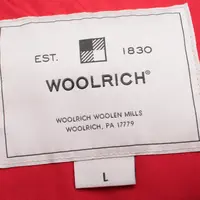 EST. 1830
WOOLRICH®
WOOLRICH WOOLEN MILLS
WOOLRICH, PA 17779
L